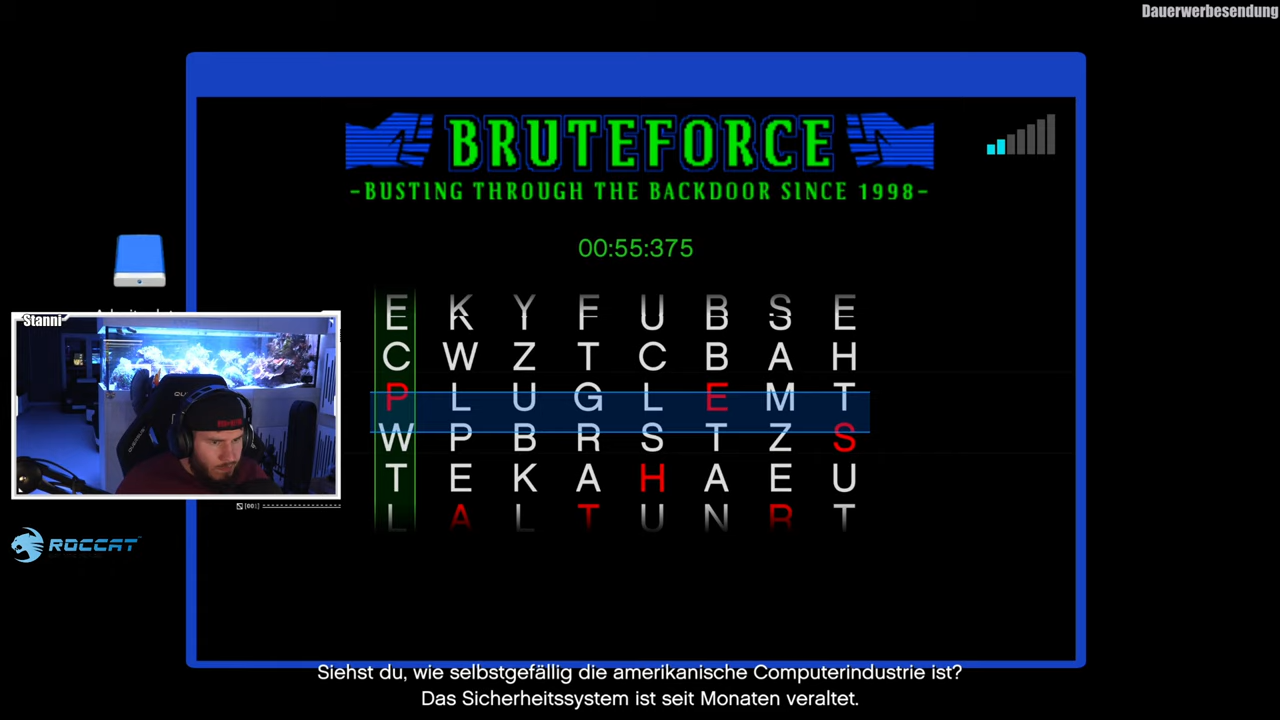 Dauerwerbesendung
BRUTEFORCE
-BUSTING THROUGH THE BACKDOOR SINCE 1998-
00:55:375
E K Y F U B S E
C W Z T C B A H
P L U G L E M T
W P B R S T Z S
T E K A H A E U
L A L T U N R T
Stanni
ROCCAT
Siehst du, wie selbstgefällig die amerikanische Computerindustrie ist?
Das Sicherheitssystem ist seit Monaten veraltet.